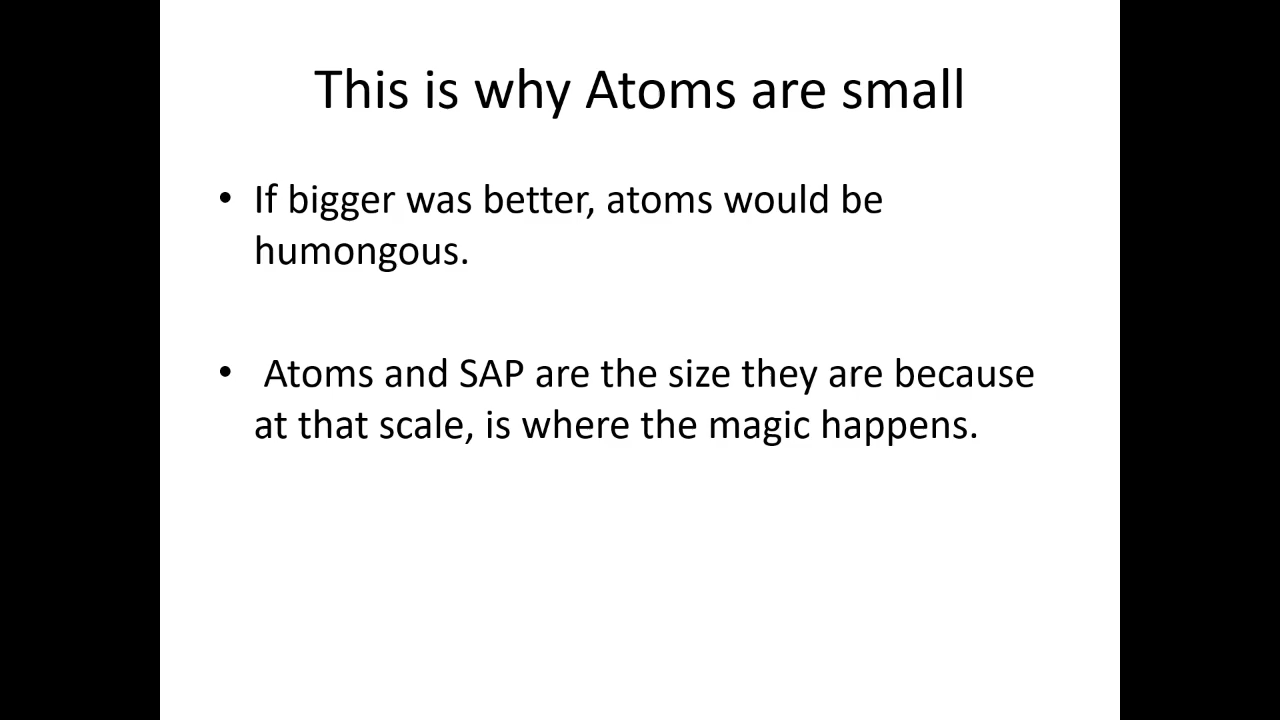 This is why Atoms are small
• If bigger was better, atoms would be
humongous.
• Atoms and SAP are the size they are because
at that scale, is where the magic happens.